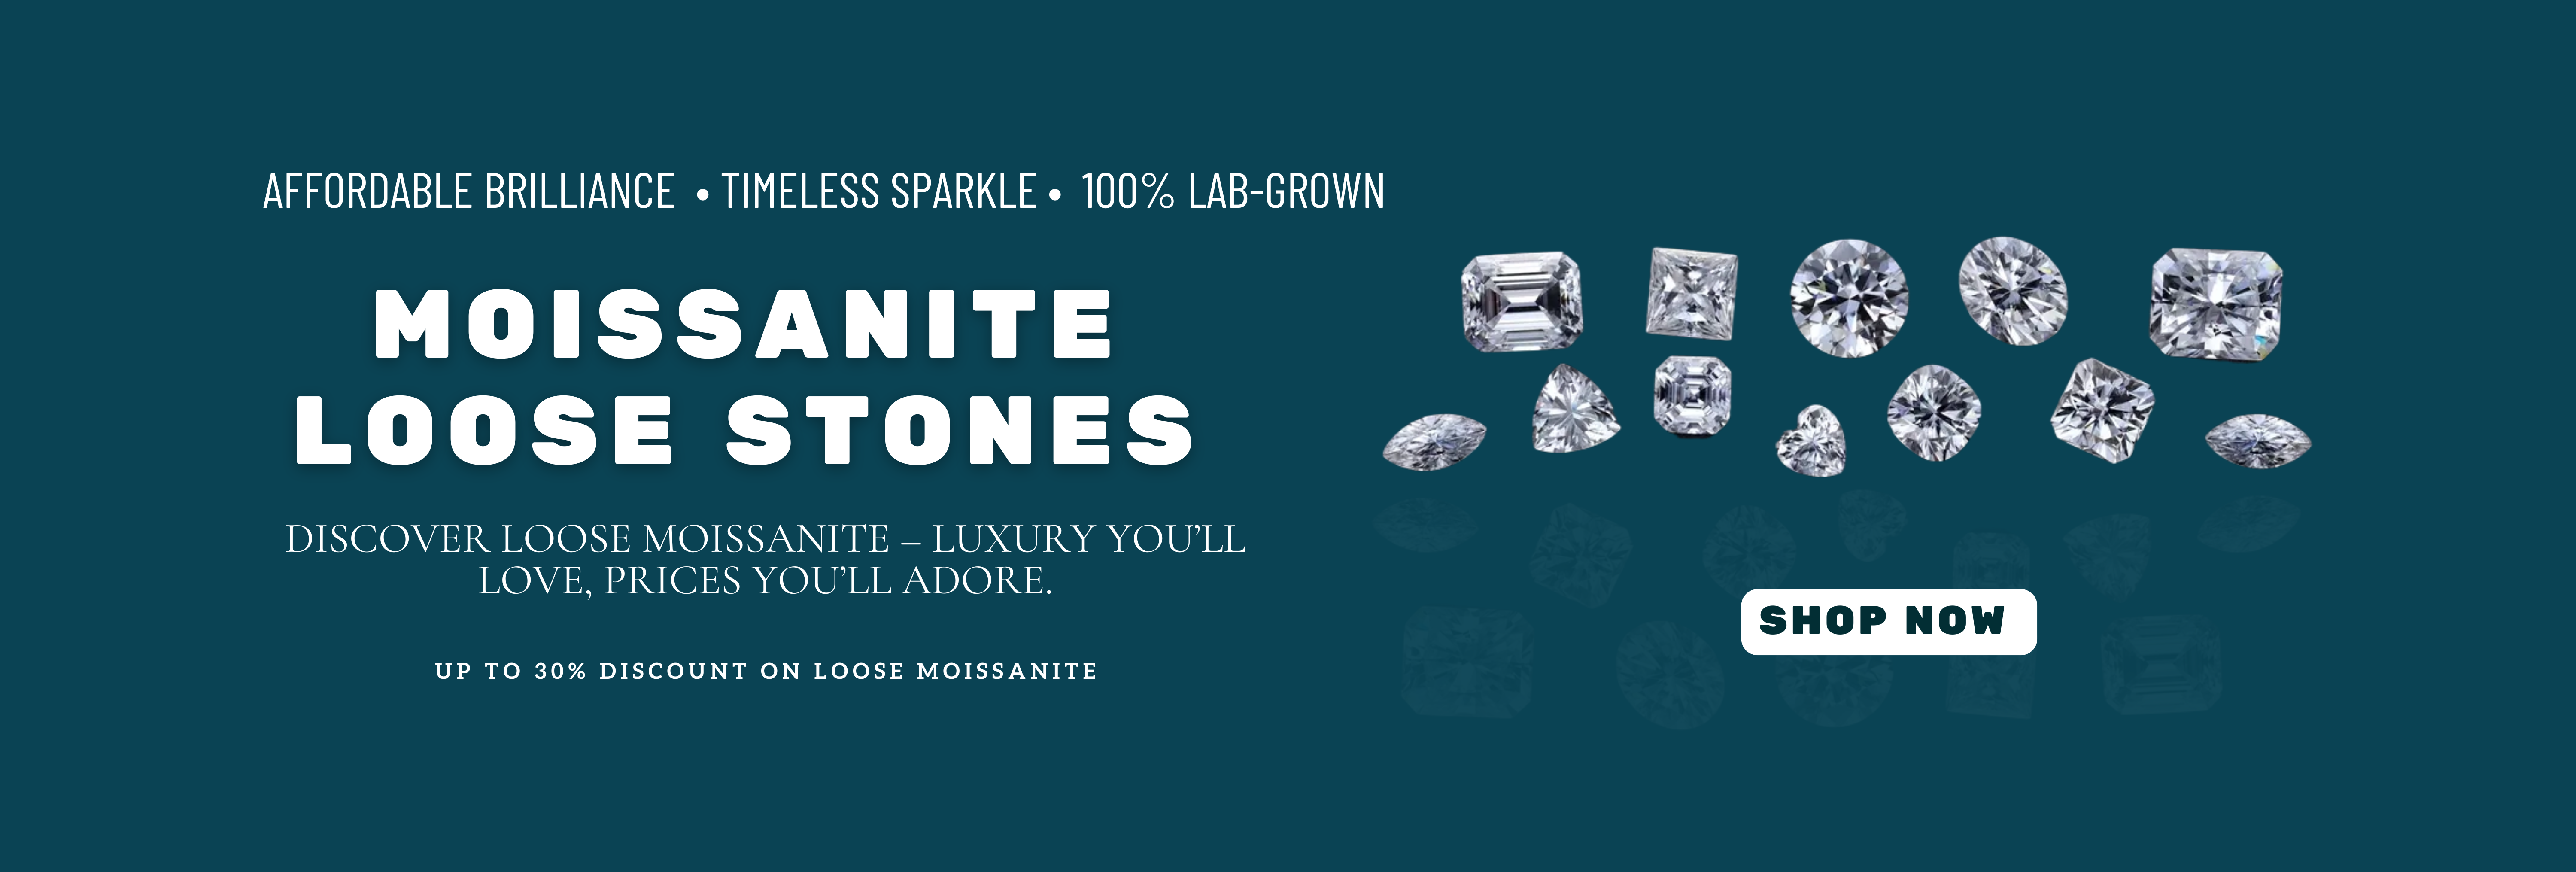 AFFORDABLE BRILLIANCE • TIMELESS SPARKLE • 100% LAB-GROWN
MOISSANITE
LOOSE STONES
DISCOVER LOOSE MOISSANITE – LUXURY YOU’LL
LOVE, PRICES YOU’LL ADORE.
UP TO 30% DISCOUNT ON LOOSE MOISSANITE
SHOP NOW